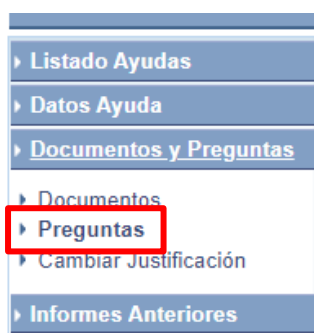 Listado Ayudas
Datos Ayuda
Documentos y Preguntas
Documentos
Preguntas
Cambiar Justificación
Informes Anteriores